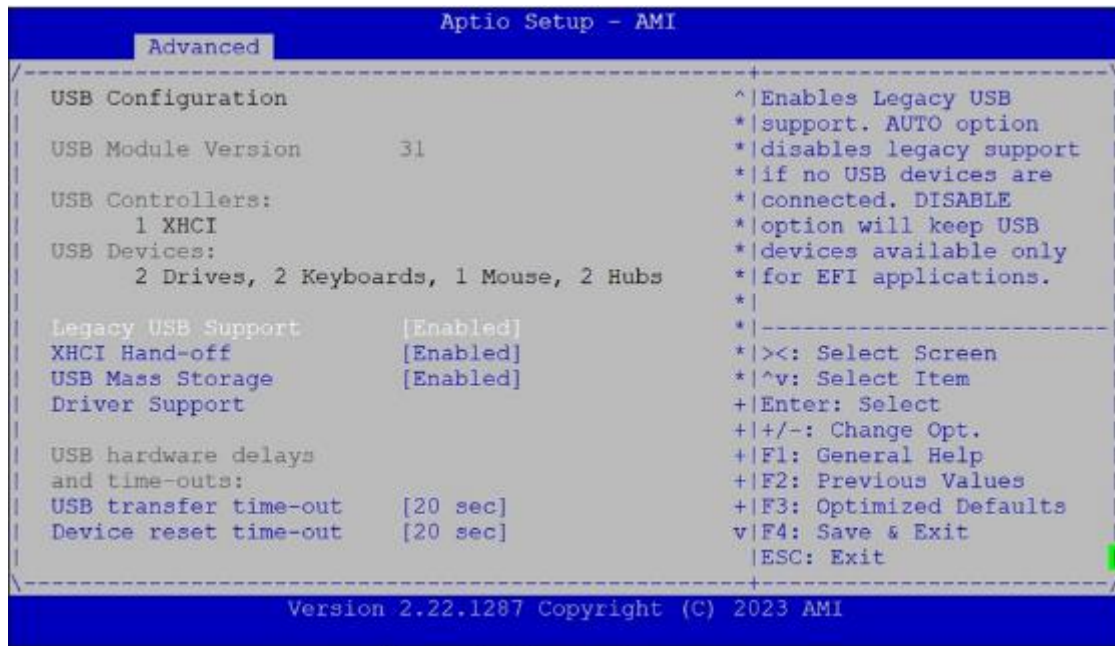 Aptio Setup - AMI
Advanced
USB Configuration
USB Module Version 31
USB Controllers:
1 XHCI
USB Devices:
2 Drives, 2 Keyboards, 1 Mouse, 2 Hubs
Legacy USB Support [Enabled]
XHCI Hand-off [Enabled]
USB Mass Storage [Enabled]
Driver Support
USB hardware delays
and time-outs:
USB transfer time-out [20 sec]
Device reset time-out [20 sec]
Enables Legacy USB
support. AUTO option
disables legacy support
if no USB devices are
connected. DISABLE
option will keep USB
devices available only
for EFI applications.
><: Select Screen
^v: Select Item
Enter: Select
+/-: Change Opt.
F1: General Help
F2: Previous Values
F3: Optimized Defaults
F4: Save & Exit
ESC: Exit
Version 2.22.1287 Copyright (C) 2023 AMI